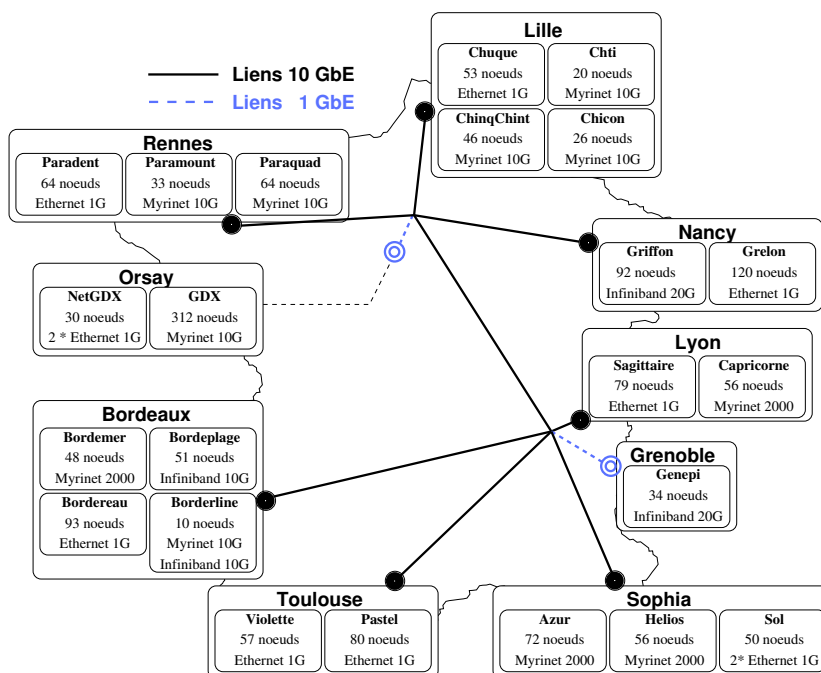 Liens 10 GbE
Liens 1 GbE
Lille
Chuque
53 noeuds
Ethernet 1G
Chti
20 noeuds
Myrinet 10G
ChinqChint
46 noeuds
Myrinet 10G
Chicon
26 noeuds
Myrinet 10G
Rennes
Paradent
64 noeuds
Ethernet 1G
Paramount
33 noeuds
Myrinet 10G
Paraquad
64 noeuds
Myrinet 10G
Nancy
Griffon
92 noeuds
Infiniband 20G
Grelon
120 noeuds
Ethernet 1G
Orsay
NetGDX
30 noeuds
2 * Ethernet 1G
GDX
312 noeuds
Myrinet 10G
Lyon
Sagittaire
79 noeuds
Ethernet 1G
Capricorne
56 noeuds
Myrinet 2000
Bordeaux
Bordemer
48 noeuds
Myrinet 2000
Bordeplage
51 noeuds
Infiniband 10G
Bordereau
93 noeuds
Ethernet 1G
Borderline
10 noeuds
Myrinet 10G
Infiniband 10G
Grenoble
Genepi
34 noeuds
Infiniband 20G
Toulouse
Violette
57 noeuds
Ethernet 1G
Pastel
80 noeuds
Ethernet 1G
Sophia
Azur
72 noeuds
Myrinet 2000
Helios
56 noeuds
Myrinet 2000
Sol
50 noeuds
2* Ethernet 1G